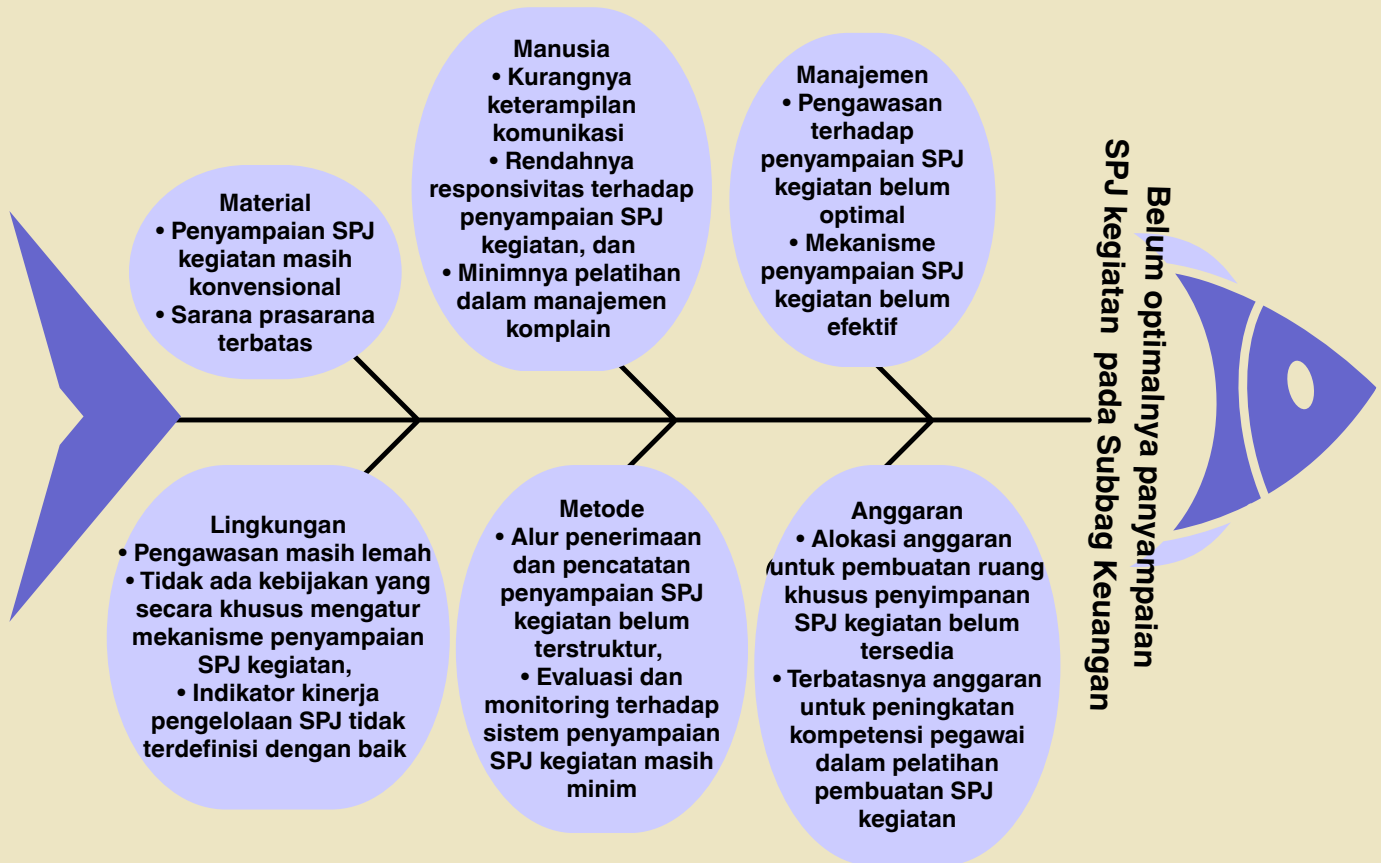 Material
• Penyampaian SPJ
kegiatan masih
konvensional
• Sarana prasarana
terbatas
Manusia
• Kurangnya
keterampilan
komunikasi
• Rendahnya
responsivitas terhadap
penyampaian SPJ
kegiatan, dan
• Minimnya pelatihan
dalam manajemen
komplain
Manajemen
• Pengawasan
terhadap
penyampaian SPJ
kegiatan belum
optimal
• Mekanisme
penyampaian SPJ
kegiatan belum
efektif
Lingkungan
• Pengawasan masih lemah
• Tidak ada kebijakan yang
secara khusus mengatur
mekanisme penyampaian
SPJ kegiatan,
• Indikator kinerja
pengelolaan SPJ tidak
terdefinisi dengan baik
Metode
• Alur penerimaan
dan pencatatan
penyampaian SPJ
kegiatan belum
terstruktur,
• Evaluasi dan
monitoring terhadap
sistem penyampaian
SPJ kegiatan masih
minim
Anggaran
• Alokasi anggaran
untuk pembuatan ruang
khusus penyimpanan
SPJ kegiatan belum
tersedia
• Terbatasnya anggaran
untuk peningkatan
kompetensi pegawai
dalam pelatihan
pembuatan SPJ
kegiatan
Belum optimalnya panyampaian
SPJ kegiatan pada Subbag Keuangan